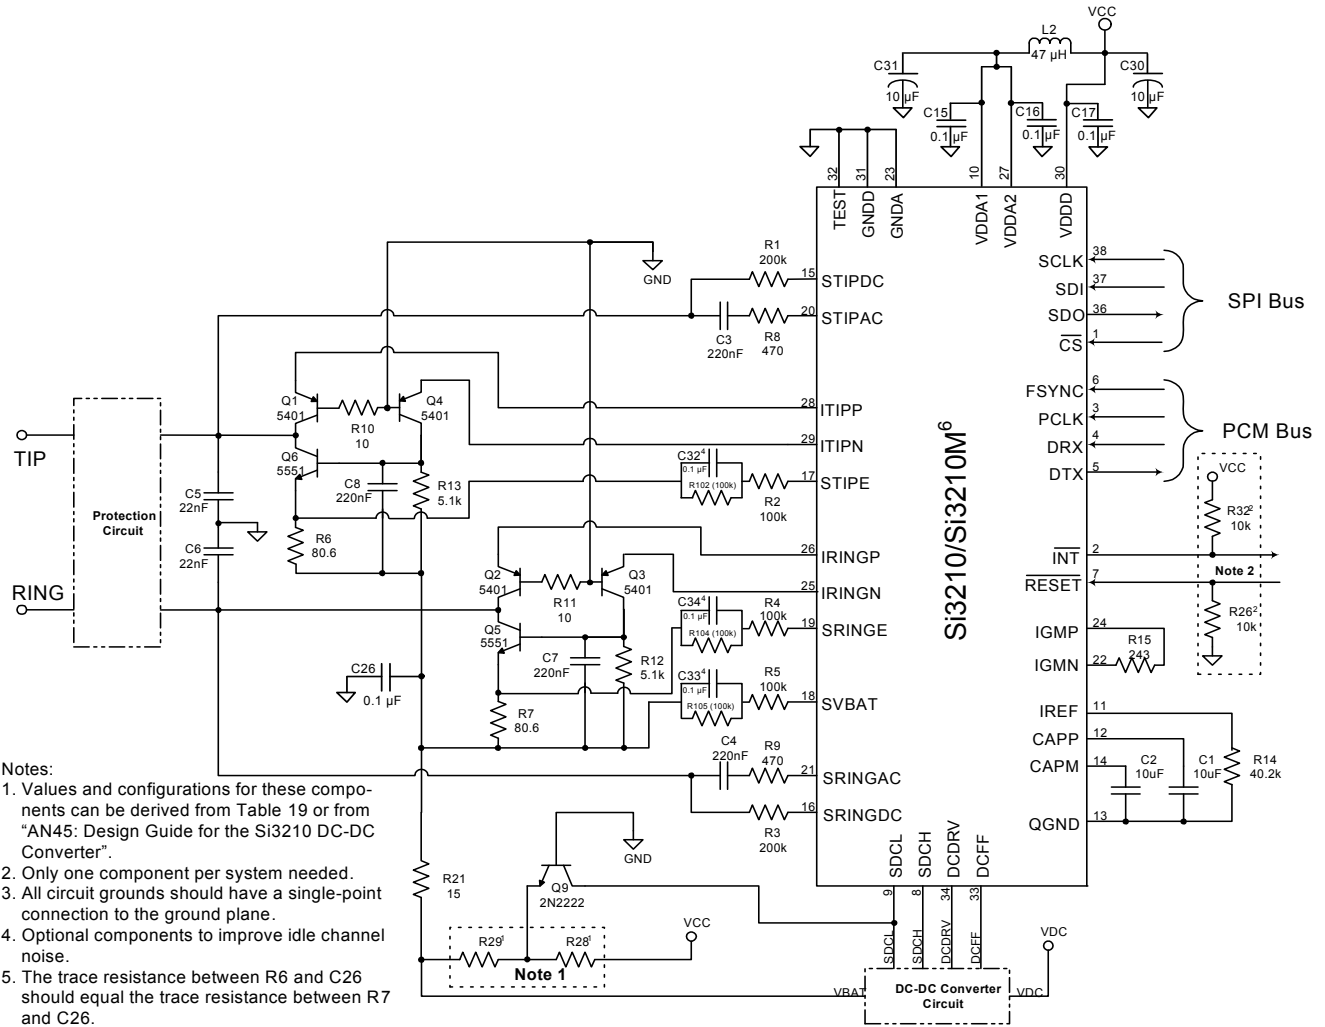 VCC
L2
47 µH
C31
10 µF
C30
10 µF
C15
0.1 µF
C16
0.1 µF
C17
0.1 µF
32
31
23
10
27
30
TEST
GNDD
GNDA
VDDA1
VDDA2
VDDD
GND
R1
200k
15
STIPDC
C3
220nF
R8
470
20
STIPAC
SCLK
38
SDI
37
SDO
36
CS
1
SPI Bus
FSYNC
6
PCLK
3
DRX
4
DTX
5
PCM Bus
Q1
5401
R10
10
Q4
5401
28
ITIPP
29
ITIPN
TIP
Protection
Circuit
RING
C5
22nF
C6
22nF
Q6
5551
C8
220nF
R13
5.1k
R6
80.6
C32⁴
0.1 µF
R102 (100k)
R2
100k
17
STIPE
Si3210/Si3210M⁶
VCC
R32²
10k
INT
2
Note 2
RESET
7
R26²
10k
26
IRINGP
25
IRINGN
Q2
5401
R11
10
Q3
5401
Q5
5551
C7
220nF
R12
5.1k
R7
80.6
C34⁴
0.1 µF
R104 (100k)
R4
100k
19
SRINGE
IGMP
24
IGMN
22
R15
243
C26
0.1 µF
C33⁴
0.1 µF
R105 (100k)
R5
100k
18
SVBAT
IREF
11
CAPP
12
CAPM
14
QGND
13
C2
10uF
C1
10uF
R14
40.2k
C4
220nF
R9
470
21
SRINGAC
R3
200k
16
SRINGDC
SDCL
SDCH
DCDRV
DCFF
9
8
34
33
SDCL
SDCH
DCDRV
DCFF
GND
Q9
2N2222
R21
15
R29¹
R28¹
Note 1
VCC
VBAT
DC-DC Converter
Circuit
VDC
VDC
Notes:
1. Values and configurations for these compo-
nents can be derived from Table 19 or from
“AN45: Design Guide for the Si3210 DC-DC
Converter”.
2. Only one component per system needed.
3. All circuit grounds should have a single-point
connection to the ground plane.
4. Optional components to improve idle channel
noise.
5. The trace resistance between R6 and C26
should equal the trace resistance between R7
and C26.